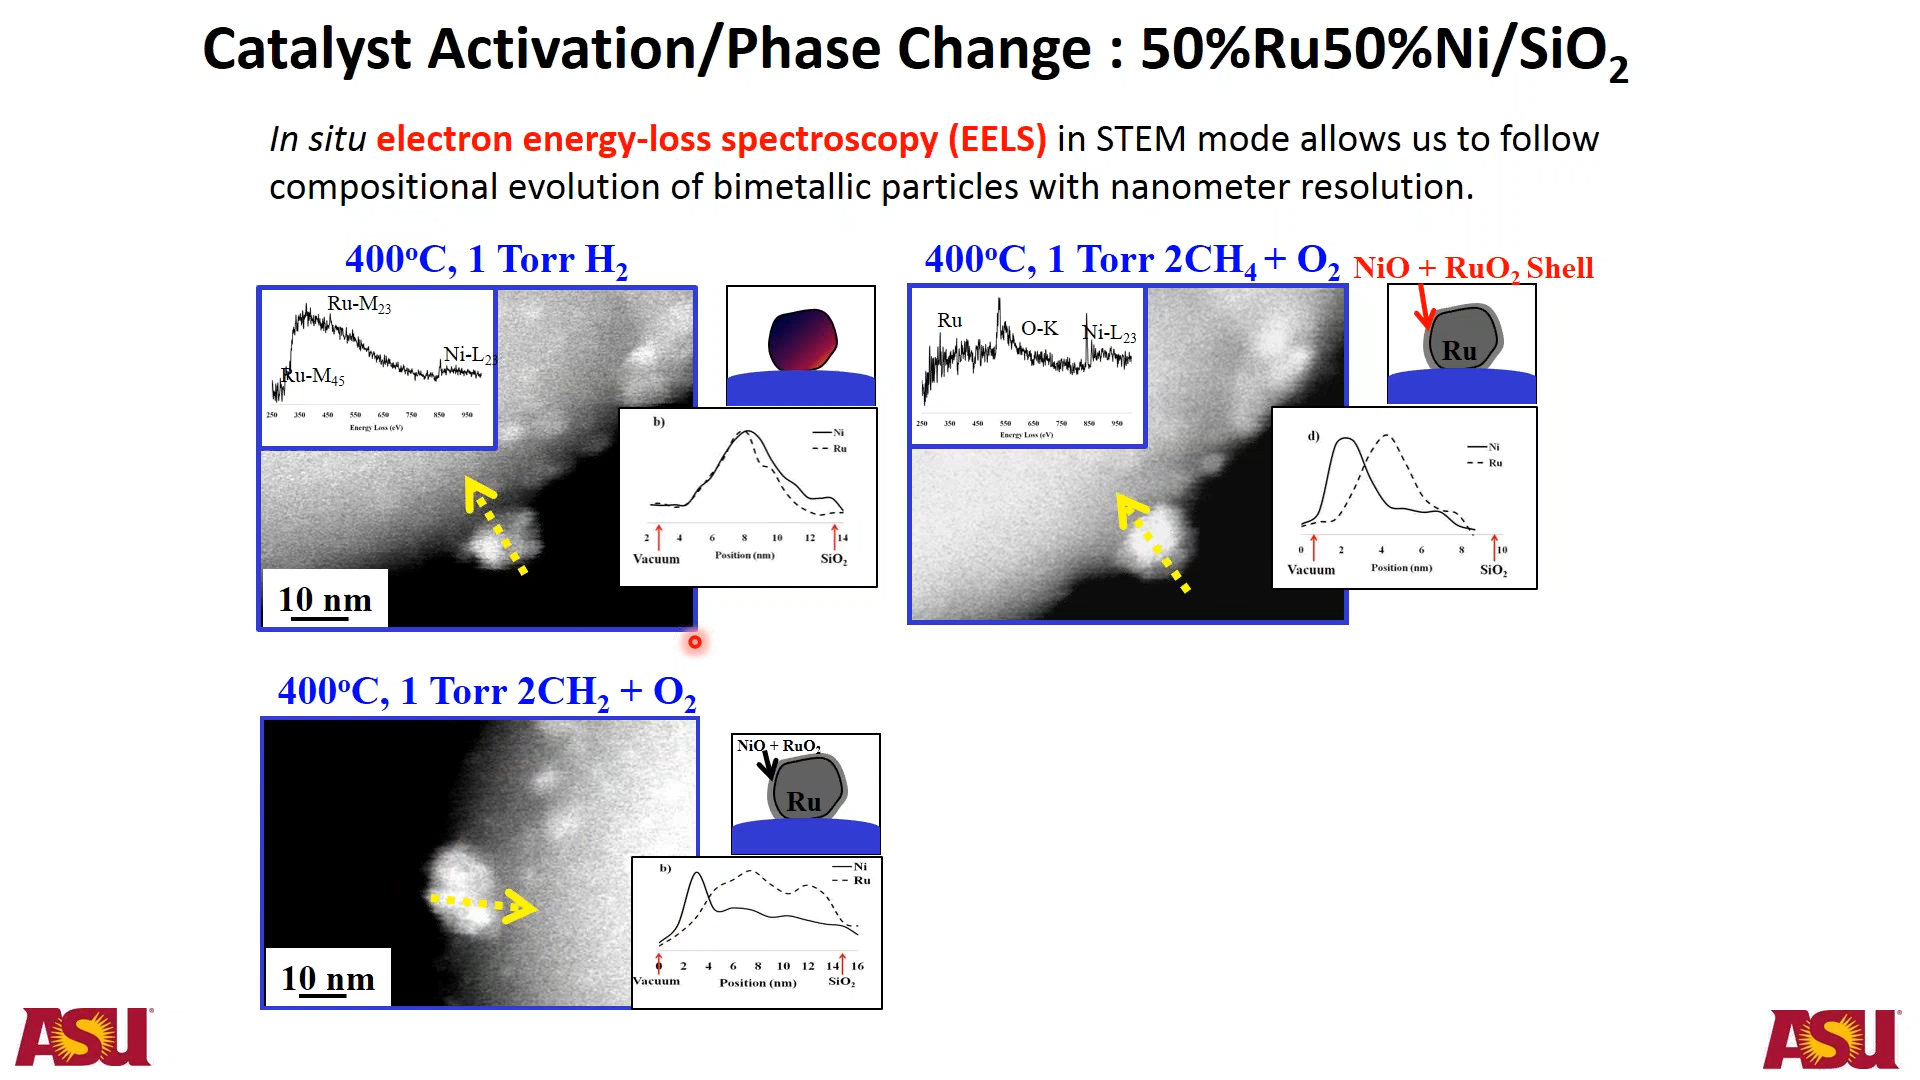 Catalyst Activation/Phase Change : 50%Ru50%Ni/SiO₂
In situ electron energy-loss spectroscopy (EELS) in STEM mode allows us to follow
compositional evolution of bimetallic particles with nanometer resolution.
400ᵒC, 1 Torr H₂
Ru-M₂₃
Ni-L₂₃
Ru-M₄₅
250 350 450 550 650 750 850 950
Energy Loss (eV)
10 nm
b)
Ni
Ru
2 4 6 8 10 12 14
Position (nm)
Vacuum
SiO₂
400ᵒC, 1 Torr 2CH₄ + O₂
NiO + RuO₂ Shell
Ru
O-K
Ni-L₂₃
250 350 450 550 650 750 850 950
Energy Loss (eV)
Ru
d)
Ni
Ru
0 2 4 6 8 10
Vacuum
Position (nm)
SiO₂
400ᵒC, 1 Torr 2CH₂ + O₂
10 nm
NiO + RuO₂
Ru
b)
Ni
Ru
0 2 4 6 8 10 12 14 16
Vacuum
Position (nm)
SiO₂
ASU
ASU